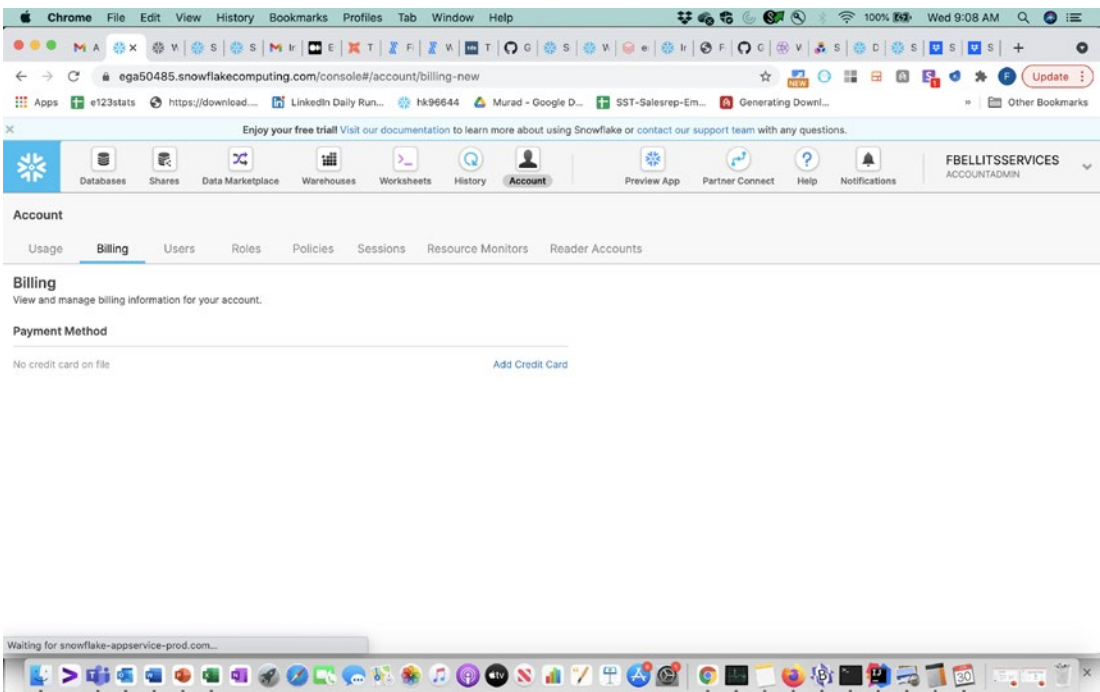 Chrome File Edit View History Bookmarks Profiles Tab Window Help 100% Wed 9:08 AM
ega50485.snowflakecomputing.com/console#/account/billing-new NEW 1 F Update
Apps e123stats https://download.... LinkedIn Daily Run... hk96644 Murad - Google D... SST-Salesrep-Em... Generating Downl... » Other Bookmarks
Enjoy your free trial! Visit our documentation to learn more about using Snowflake or contact our support team with any questions.
Databases Shares Data Marketplace Warehouses Worksheets History Account Preview App Partner Connect Help Notifications
FBELLITSSERVICES
ACCOUNTADMIN
Account
Usage Billing Users Roles Policies Sessions Resource Monitors Reader Accounts
Billing
View and manage billing information for your account.
Payment Method
No credit card on file Add Credit Card
Waiting for snowflake-appservice-prod.com...
tv 30